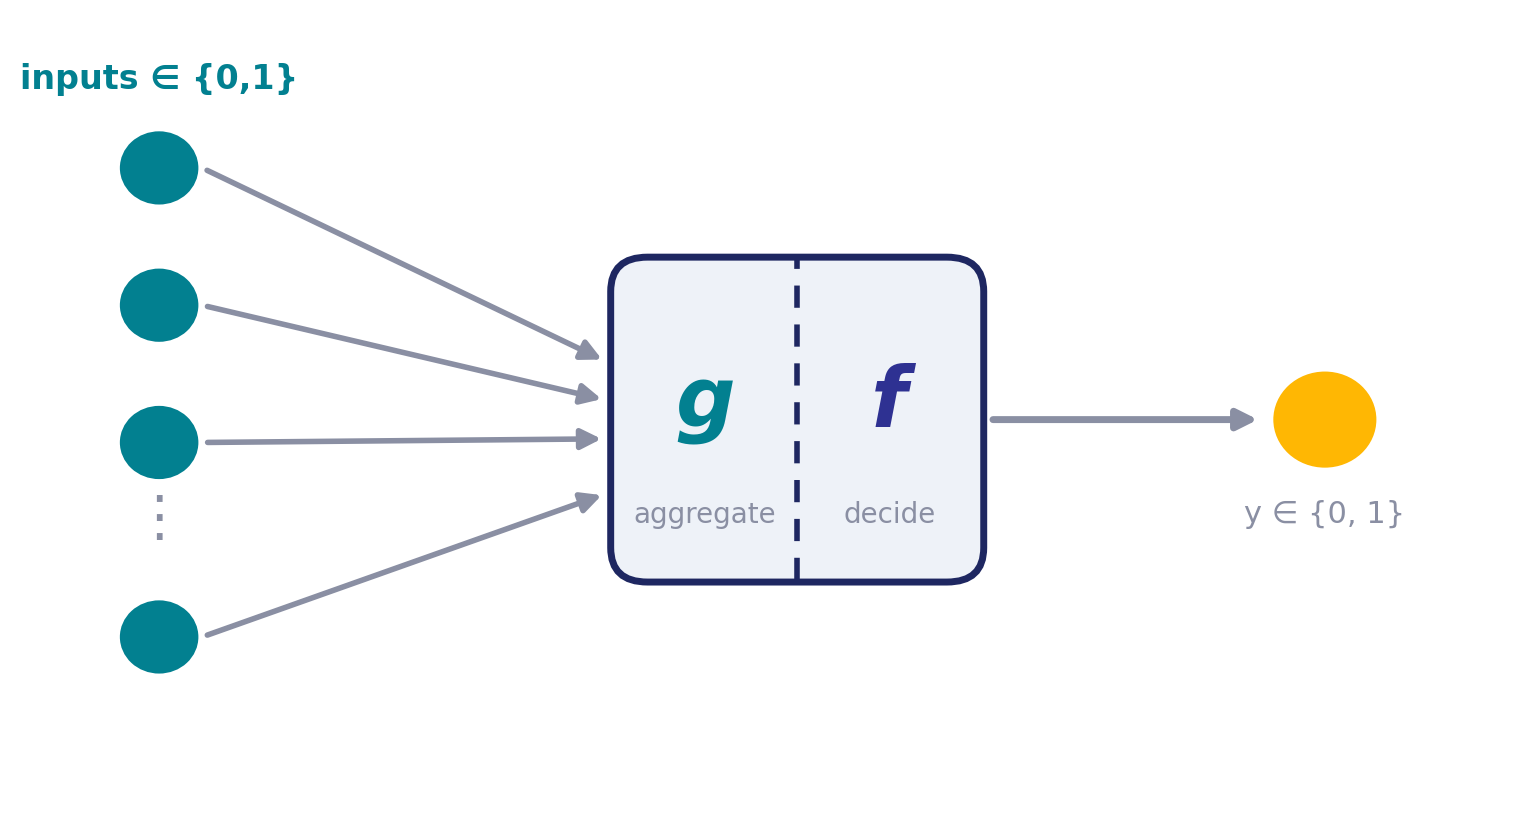 inputs ∈ {0,1}
g
f
aggregate
decide
⋮
y ∈ {0, 1}